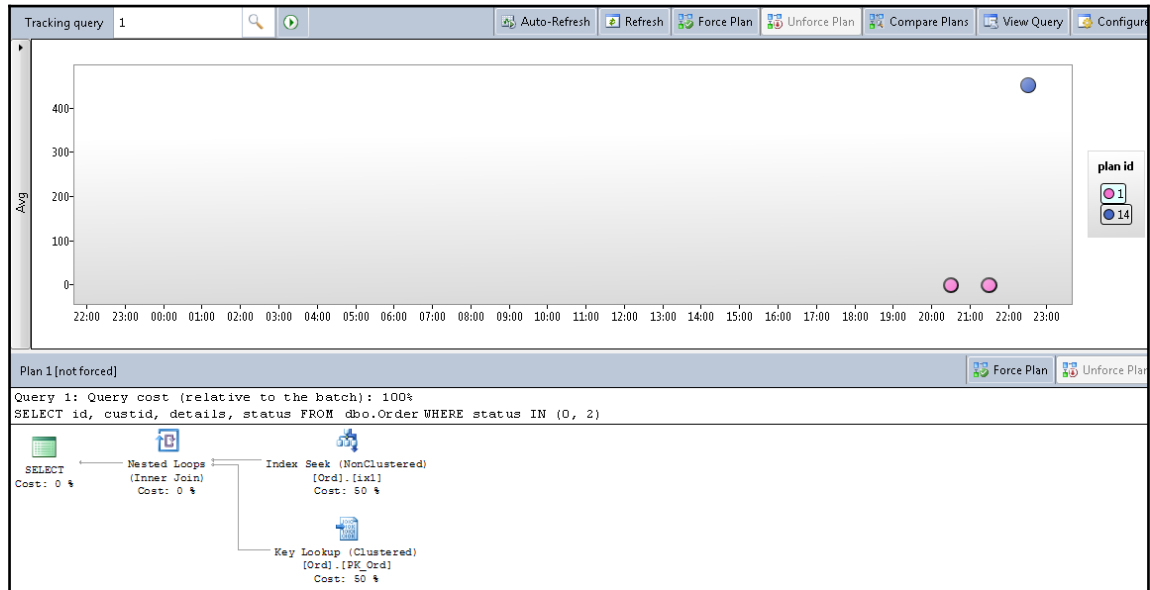 Tracking query 1 Auto-Refresh Refresh Force Plan Unforce Plan Compare Plans View Query Configure
400
300
200
100
0
Avg
22:00 23:00 00:00 01:00 02:00 03:00 04:00 05:00 06:00 07:00 08:00 09:00 10:00 11:00 12:00 13:00 14:00 15:00 16:00 17:00 18:00 19:00 20:00 21:00 22:00 23:00
plan id
1
14
Plan 1 [not forced] Force Plan Unforce Plan
Query 1: Query cost (relative to the batch): 100%
SELECT id, custid, details, status FROM dbo.Order WHERE status IN (0, 2)
SELECT
Cost: 0 %
Nested Loops
(Inner Join)
Cost: 0 %
Index Seek (NonClustered)
[Ord].[ix1]
Cost: 50 %
Key Lookup (Clustered)
[Ord].[PK_Ord]
Cost: 50 %